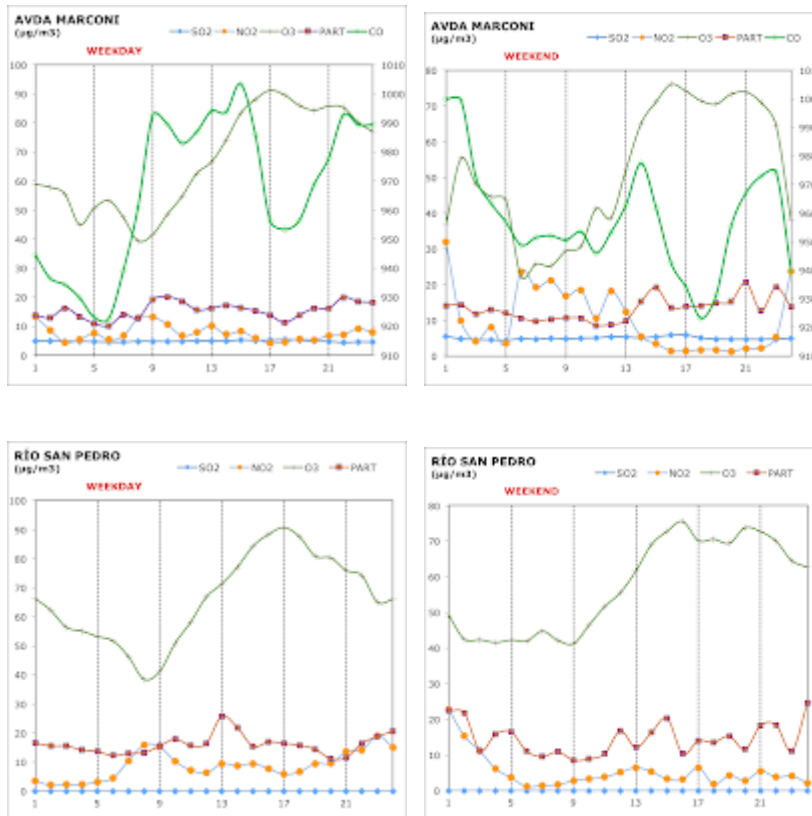 AVDA MARCONI
(µg/m3)
SO2 NO2 O3 PART CO
WEEKDAY
100
90
80
70
60
50
40
30
20
10
0
1010
1000
990
980
970
960
950
940
930
920
910
1 5 9 13 17 21
AVDA MARCONI
(µg/m3)
SO2 NO2 O3 PART CO
WEEKEND
80
70
60
50
40
30
20
10
0
1 5 9 13 17 21
RÍO SAN PEDRO
(µg/m3)
SO2 NO2 O3 PART
WEEKDAY
100
90
80
70
60
50
40
30
20
10
0
1 5 9 13 17 21
RÍO SAN PEDRO
(µg/m3)
SO2 NO2 O3 PART
WEEKEND
80
70
60
50
40
30
20
10
0
1 5 9 13 17 21